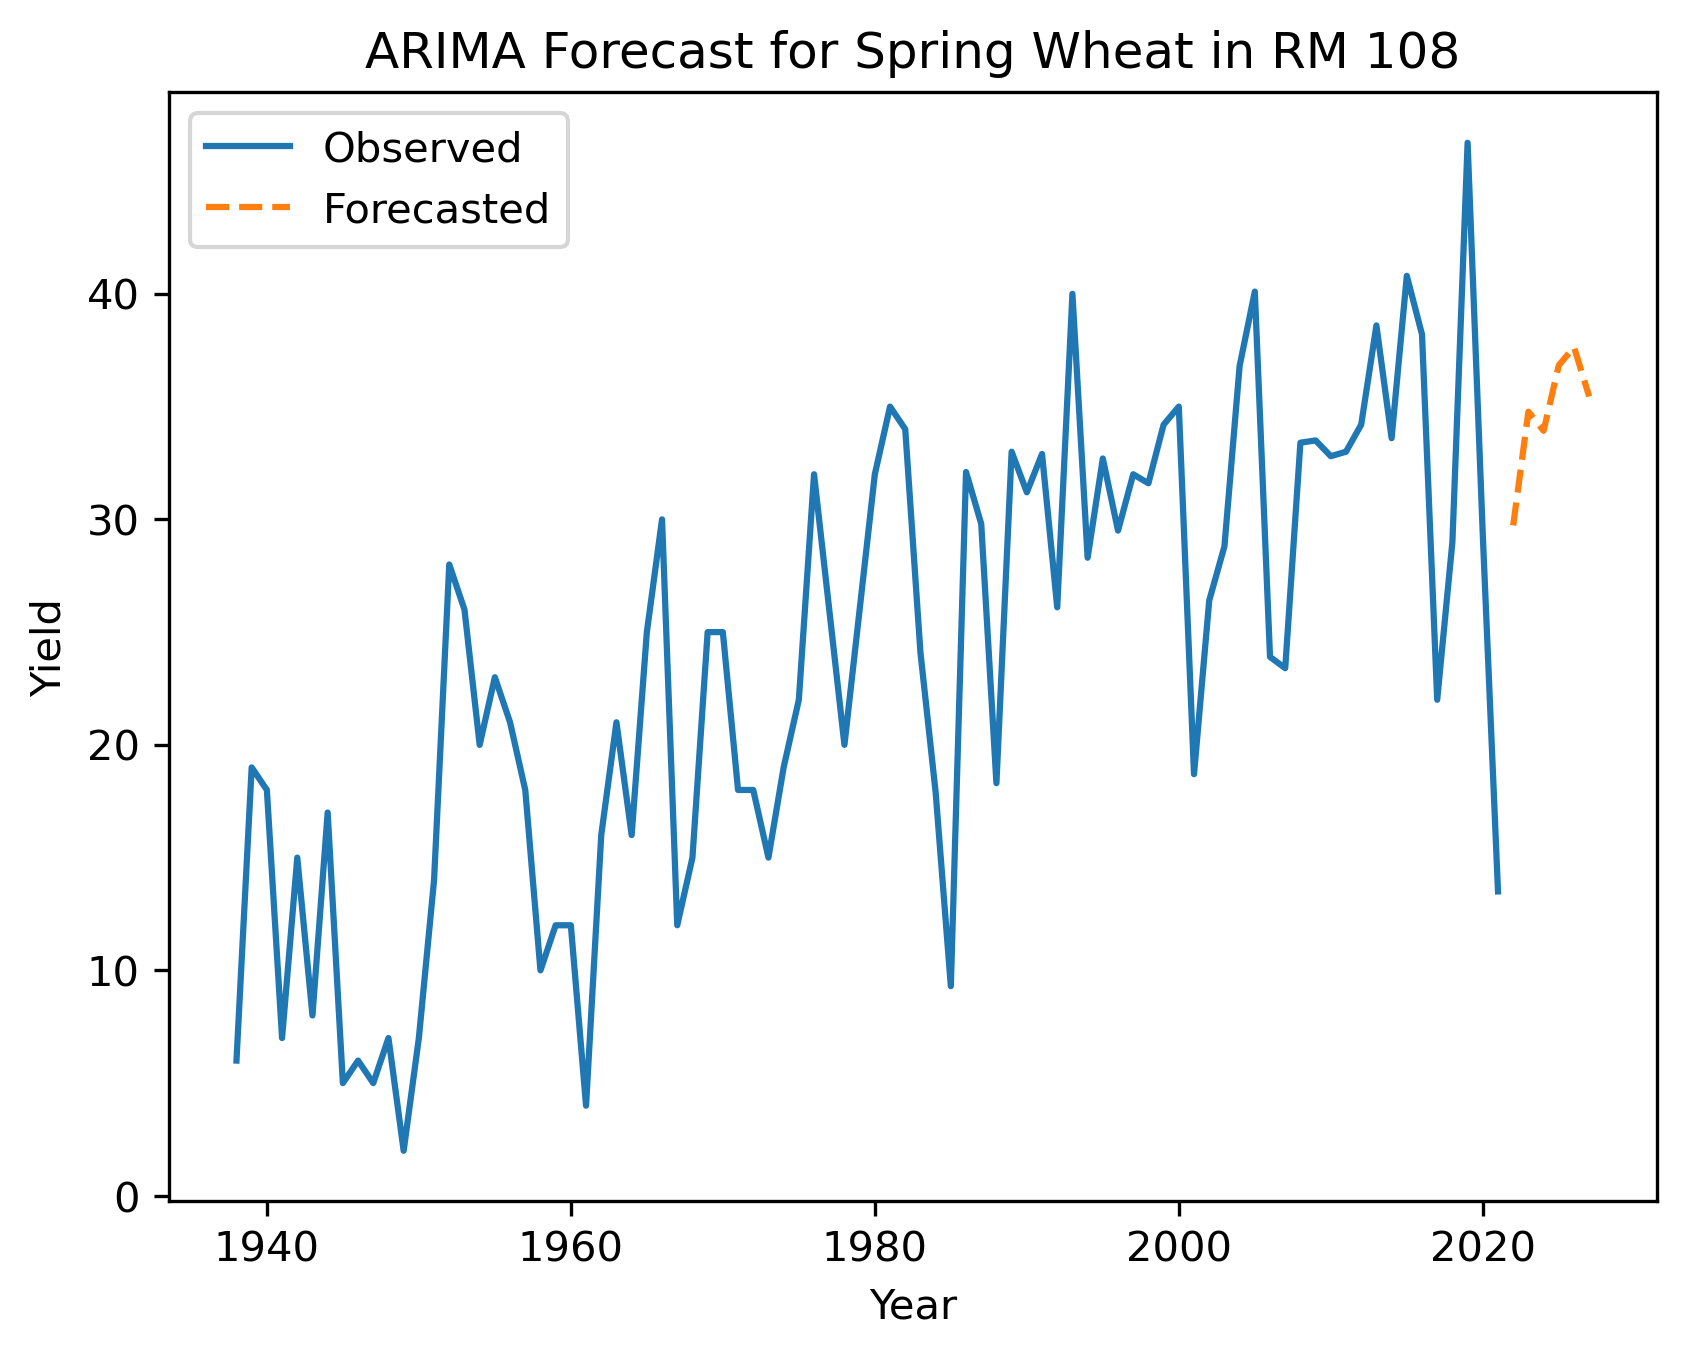 ARIMA Forecast for Spring Wheat in RM 108
Observed
Forecasted
40
30
20
10
0
Yield
1940 1960 1980 2000 2020
Year